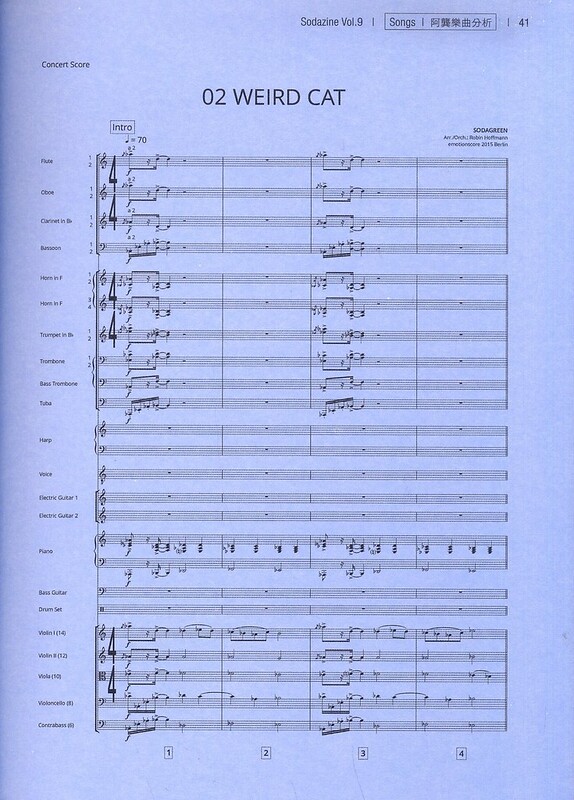 Sodazine Vol.9 | Songs | 阿龔樂曲分析 | 41
Concert Score
02 WEIRD CAT
Intro
♩= 70
SODAGREEN
Arr./Orch.: Robin Hoffmann
emotionscore 2015 Berlin
a 2
Flute 1 2
a 2
Oboe 1 2
a 2
Clarinet in B♭ 1 2
a 2
Bassoon 1 2
Horn in F 1 2
Horn in F 3 4
Trumpet in B♭ 1 2
Trombone 1 2
Bass Trombone
Tuba
Harp
Voice
Electric Guitar 1
Electric Guitar 2
Piano
Bass Guitar
Drum Set
Violin I (14)
Violin II (12)
Viola (10)
Violoncello (8)
Contrabass (6)
1 2 3 4